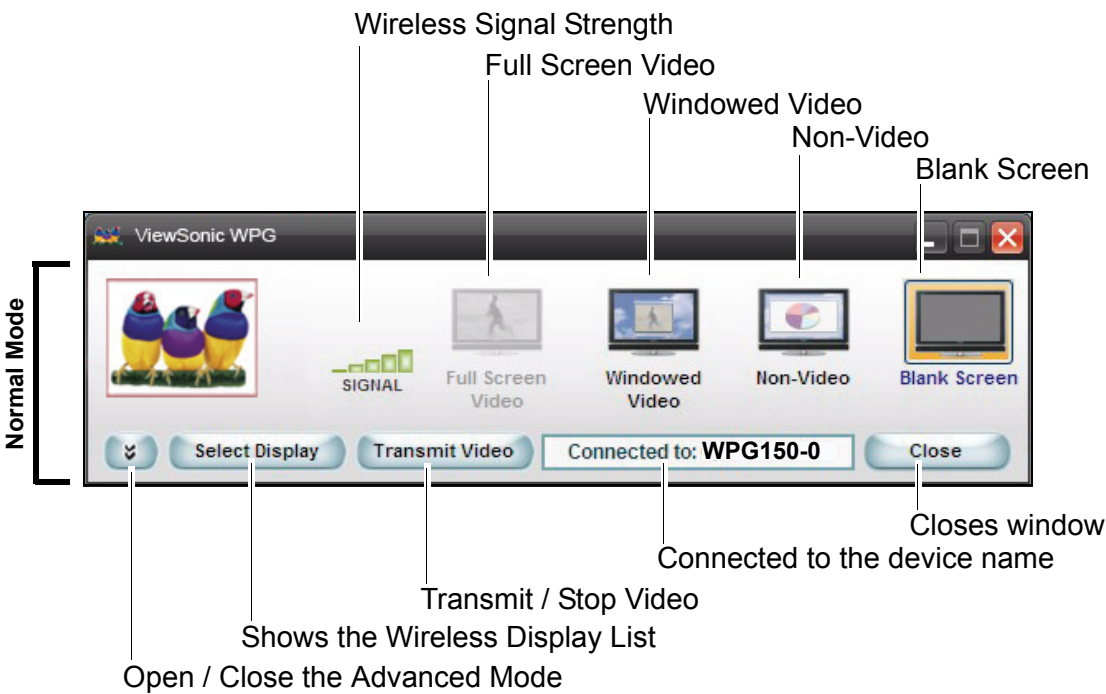 Wireless Signal Strength
Full Screen Video
Windowed Video
Non-Video
Blank Screen
ViewSonic WPG
Normal Mode
SIGNAL
Full Screen
Video
Windowed
Video
Non-Video
Blank Screen
Select Display
Transmit Video
Connected to: WPG150-0
Close
Closes window
Connected to the device name
Transmit / Stop Video
Shows the Wireless Display List
Open / Close the Advanced Mode